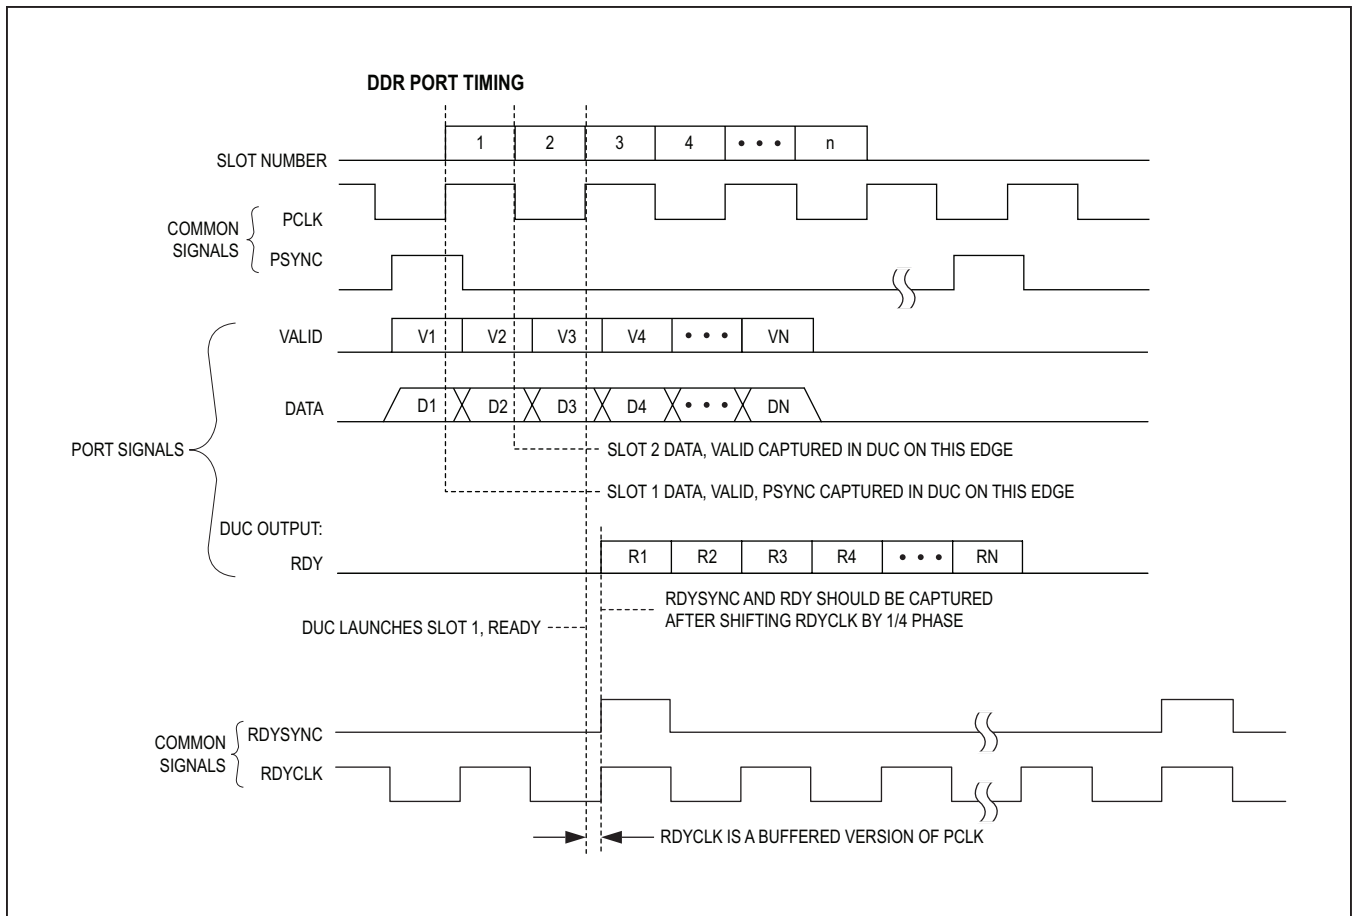 DDR PORT TIMING
SLOT NUMBER
1 2 3 4 • • • n
COMMON
SIGNALS
PCLK
PSYNC
PORT SIGNALS
VALID
V1 V2 V3 V4 • • • VN
DATA
D1 D2 D3 D4 • • • DN
SLOT 2 DATA, VALID CAPTURED IN DUC ON THIS EDGE
SLOT 1 DATA, VALID, PSYNC CAPTURED IN DUC ON THIS EDGE
DUC OUTPUT:
RDY
R1 R2 R3 R4 • • • RN
RDYSYNC AND RDY SHOULD BE CAPTURED
AFTER SHIFTING RDYCLK BY 1/4 PHASE
DUC LAUNCHES SLOT 1, READY
COMMON
SIGNALS
RDYSYNC
RDYCLK
RDYCLK IS A BUFFERED VERSION OF PCLK